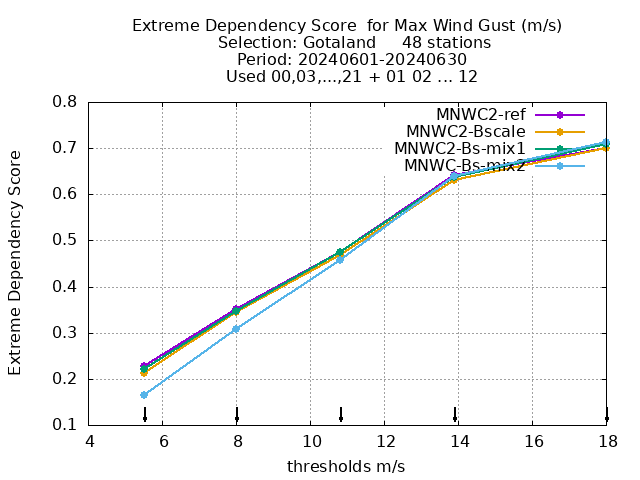 Extreme Dependency Score  for Max Wind Gust (m/s)
Selection: Gotaland     48 stations
Period: 20240601-20240630
Used 00,03,...,21 + 01 02 ... 12
MNWC2-ref
MNWC2-Bscale
MNWC2-Bs-mix1
MNWC-Bs-mix2
Extreme Dependency Score
0.8
0.7
0.6
0.5
0.4
0.3
0.2
0.1
4 6 8 10 12 14 16 18
thresholds m/s